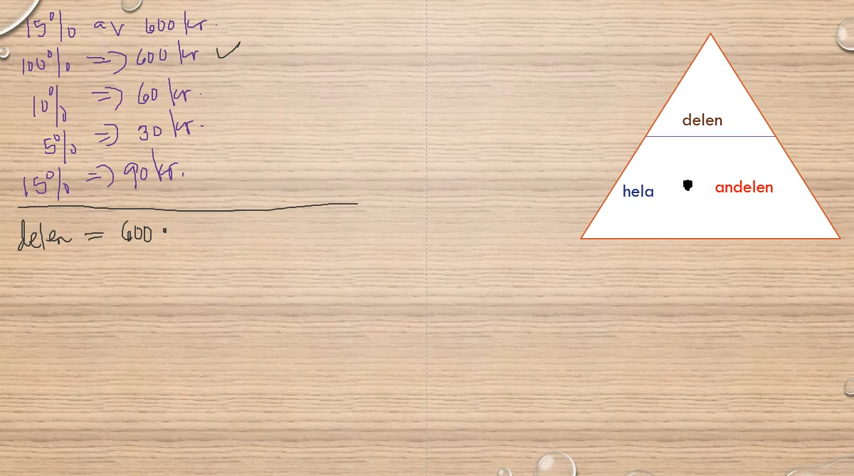 15% av 600 kr.
100% => 600 kr ✓
10% => 60 kr.
5% => 30 kr.
15% => 90 kr.
delen = 600 ·
delen
hela · andelen